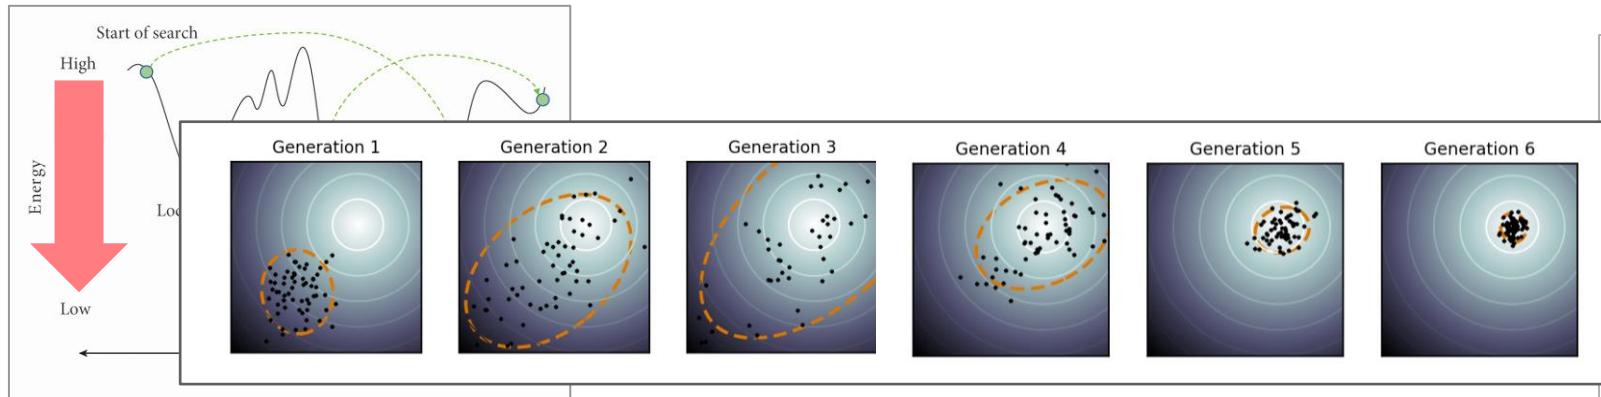 Start of search
High
Energy
Low
Generation 1
Generation 2
Generation 3
Generation 4
Generation 5
Generation 6